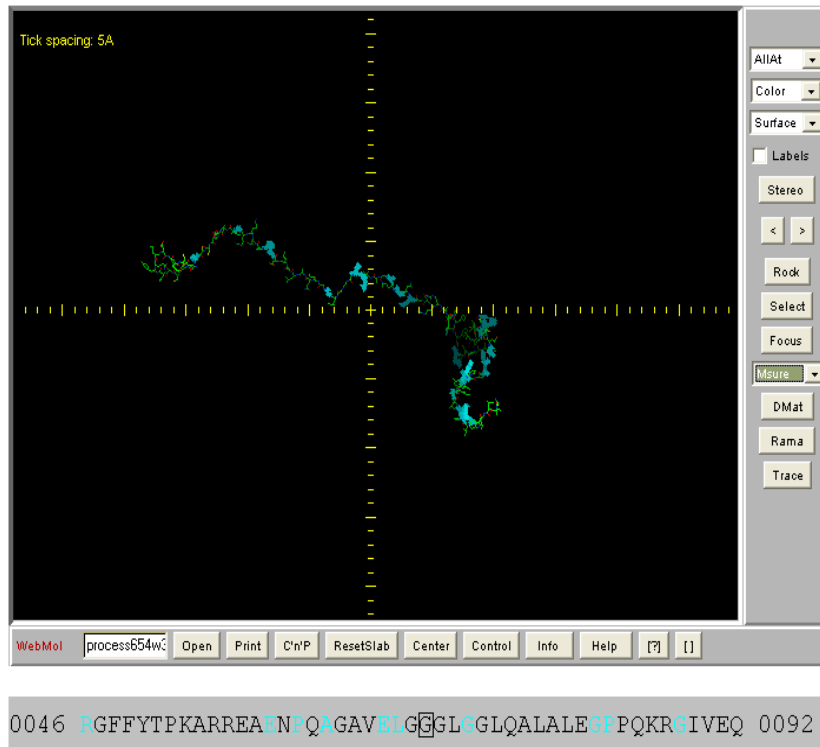 Tick spacing: 5A
AllAt
Color
Surface
Labels
Stereo
< >
Rock
Select
Focus
Msure
DMat
Rama
Trace
WebMol process654w Open Print C'n'P ResetSlab Center Control Info Help [?] []
0046 RGFFYTPKARREAENPQAGAVELGGGLGGLQALALEGPPQKRGIVEQ 0092